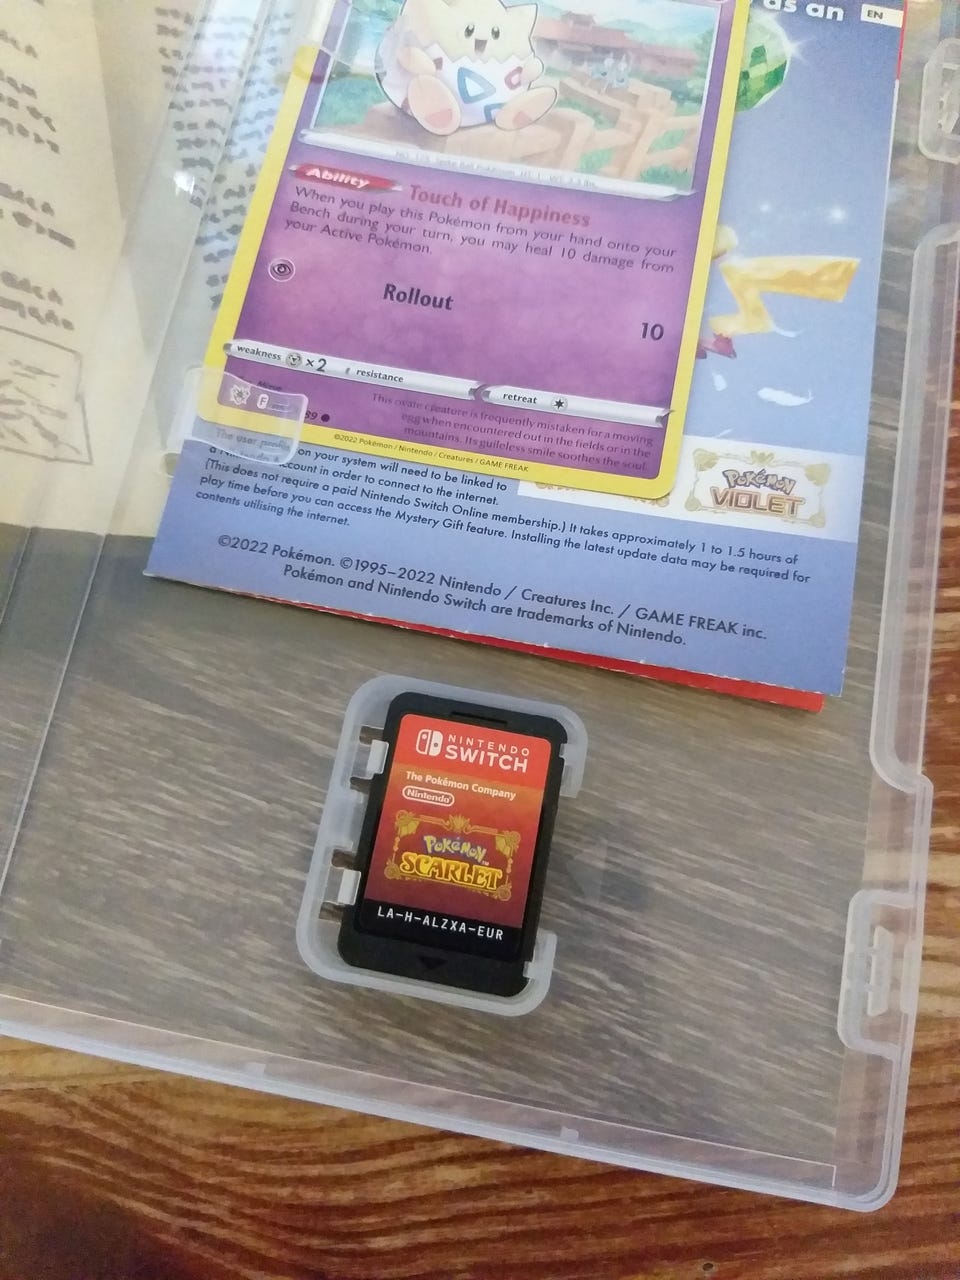 as an EN
Ability Touch of Happiness
When you play this Pokémon from your hand onto your
Bench during your turn, you may heal 10 damage from
your Active Pokémon.
Rollout
10
weakness ×2 resistance
retreat
F
89
This ovate creature is frequently mistaken for a moving
egg when encountered out in the fields or in the
mountains. Its guileless smile soothes the soul.
©2022 Pokémon / Nintendo / Creatures / GAME FREAK
The user profile
on your system will need to be linked to
a Nintendo Account in order to connect to the internet.
(This does not require a paid Nintendo Switch Online membership.) It takes approximately 1 to 1.5 hours of
play time before you can access the Mystery Gift feature. Installing the latest update data may be required for
contents utilising the internet.
Pokémon
VIOLET
©2022 Pokémon. ©1995–2022 Nintendo / Creatures Inc. / GAME FREAK inc.
Pokémon and Nintendo Switch are trademarks of Nintendo.
NINTENDO
SWITCH
The Pokémon Company
Nintendo
POKÉMON™
SCARLET
LA-H-ALZXA-EUR